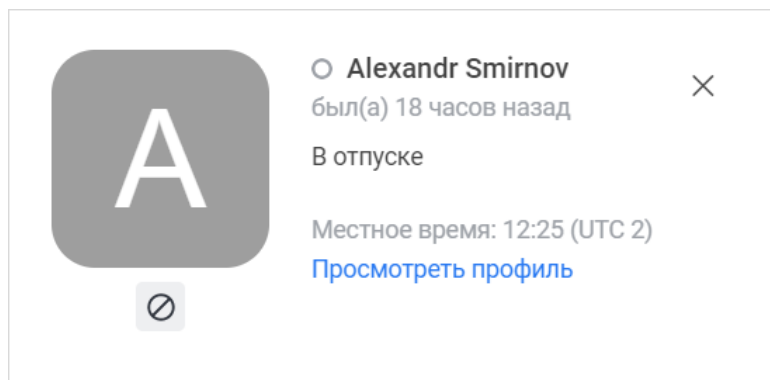 A
Alexandr Smirnov
был(а) 18 часов назад
В отпуске
Местное время: 12:25 (UTC 2)
Просмотреть профиль